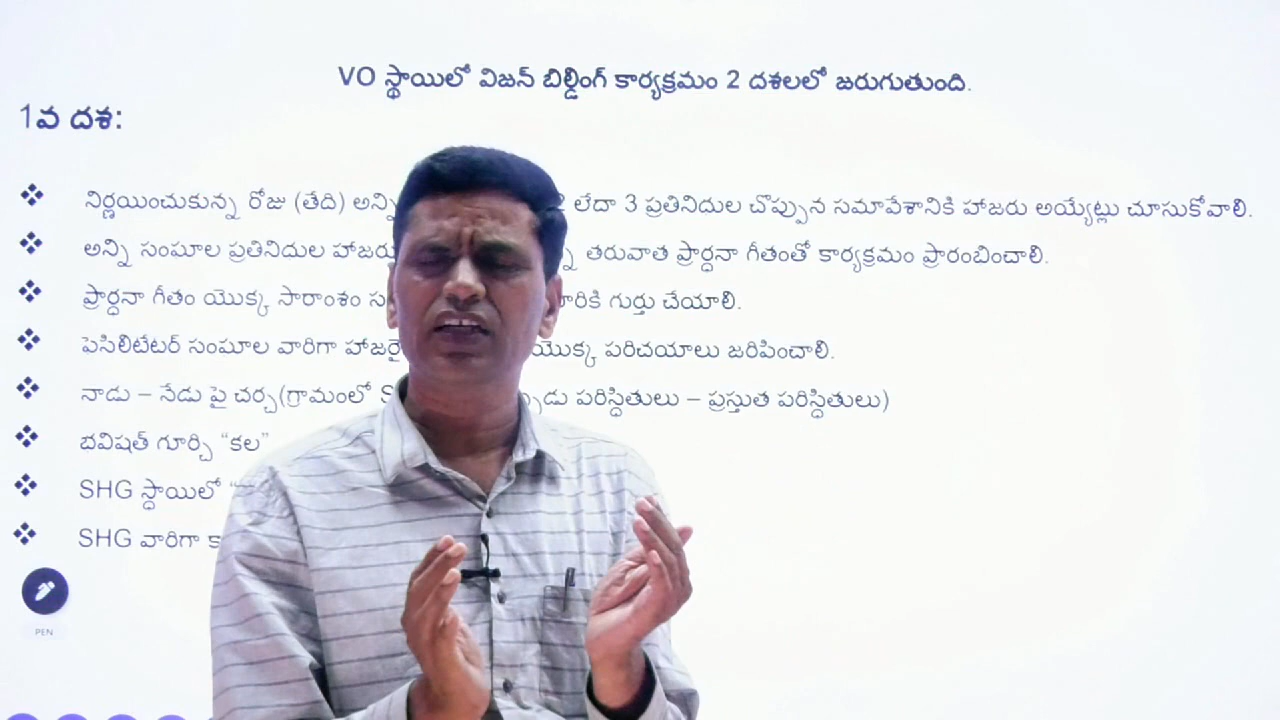 VO స్థాయిలో విజన్ బిల్డింగ్ కార్యక్రమం 2 దశలలో జరుగుతుంది.
1వ దశ:
నిర్ణయించుకున్న రోజు (తేది) అన్ని 2 లేదా 3 ప్రతినిదుల చొప్పున సమావేశానికి హాజరు అయ్యేట్లు చూసుకోవాలి.
అన్ని సంఘాల ప్రతినిదుల హాజరు తరువాత ప్రార్ధనా గీతంతో కార్యక్రమం ప్రారంబించాలి.
ప్రార్ధనా గీతం యొక్క సారాంశం గుర్తు చేయాలి.
పెసిలిటేటర్ సంఘాల వారిగా యొక్క పరిచయాలు జరిపించాలి.
నాడు – నేడు పై చర్చ(గ్రామంలో పరిస్ధితులు – ప్రస్తుత పరిస్ధితులు)
బవిషత్ గూర్చి “కల”
SHG స్ధాయిలో
SHG వారిగా
PEN